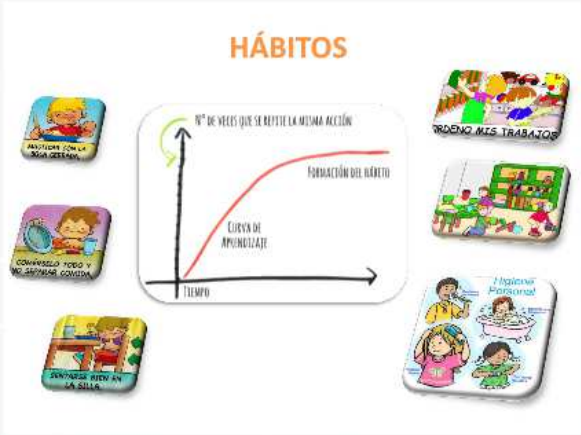 HÁBITOS
MASTICAR CON LA
BOCA CERRADA
COMÉRSELO TODO Y
NO SEPARAR COMIDA
SENTARSE BIEN EN
LA SILLA
Nº DE VECES QUE SE REPITE LA MISMA ACCIÓN
FORMACIÓN DEL HÁBITO
CURVA DE
APRENDIZAJE
TIEMPO
ORDENO MIS TRABAJOS
Higiene
Personal